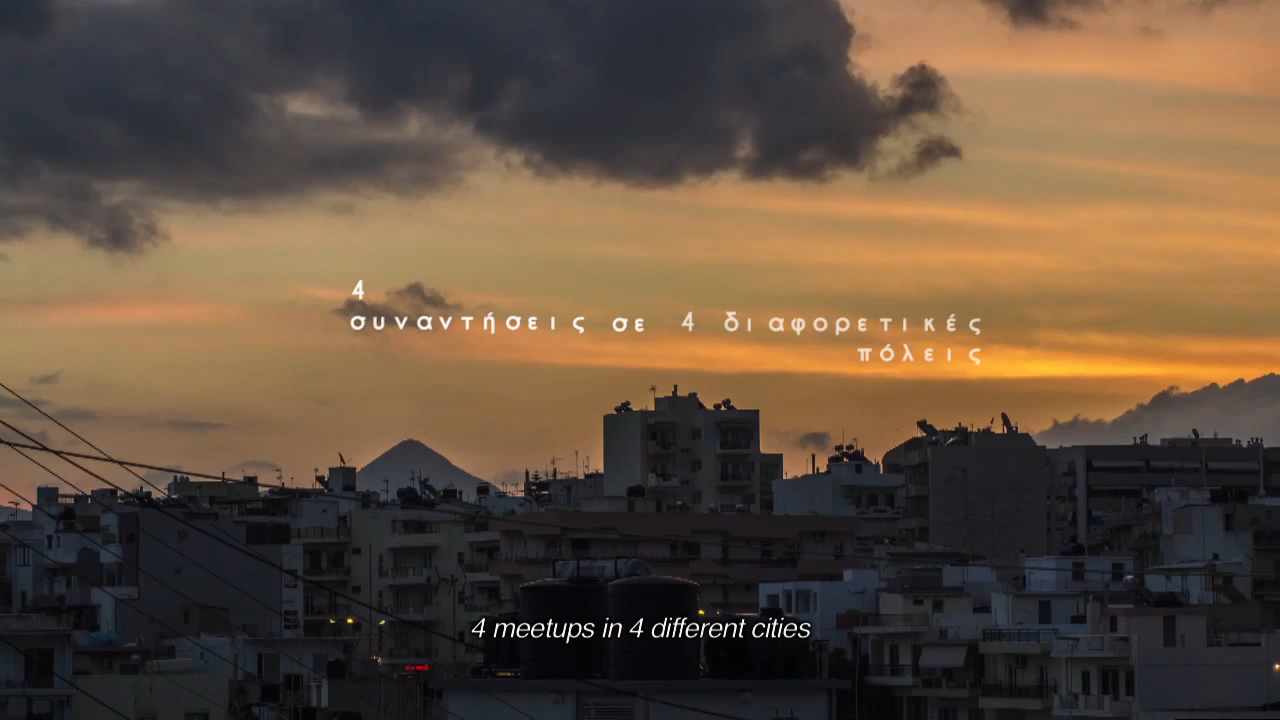 4
συναντήσεις σε 4 διαφορετικές
πόλεις
4 meetups in 4 different cities